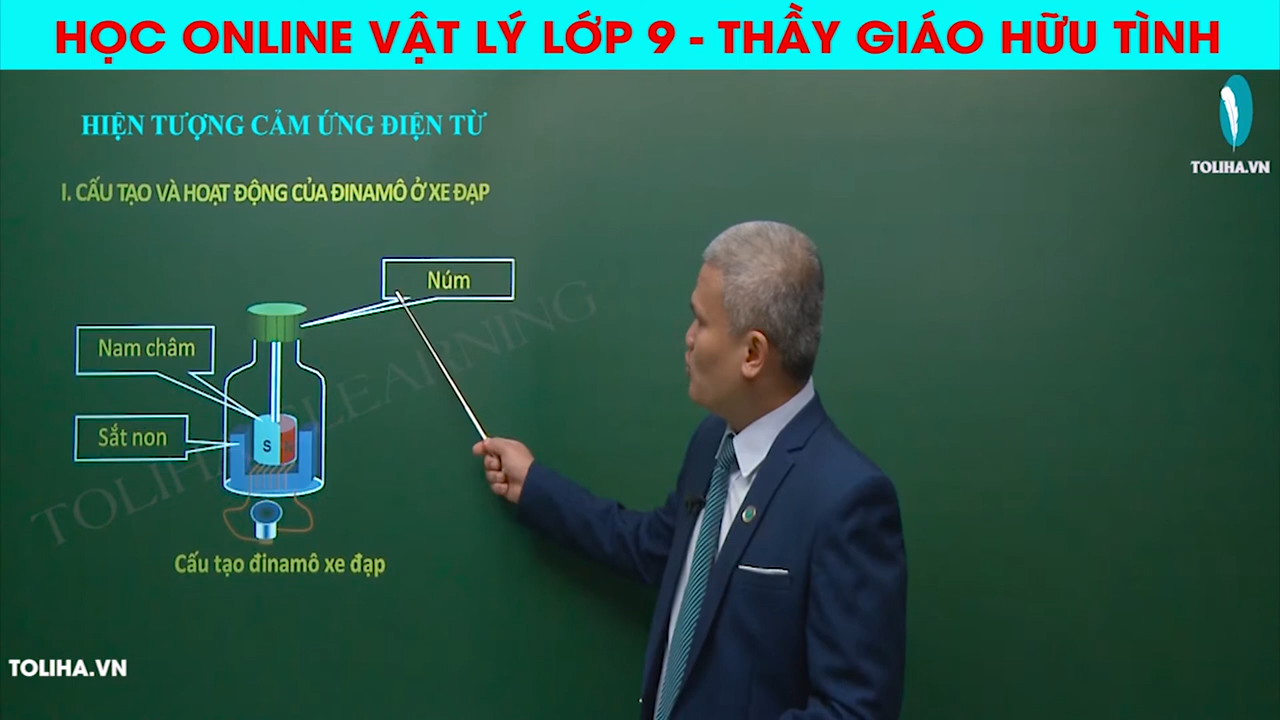 HỌC ONLINE VẬT LÝ LỚP 9 - THẦY GIÁO HỮU TÌNH
TOLIHA.VN
HIỆN TƯỢNG CẢM ỨNG ĐIỆN TỪ
I. CẤU TẠO VÀ HOẠT ĐỘNG CỦA ĐINAMÔ Ở XE ĐẠP
Núm
Nam châm
Sắt non
S
Cấu tạo đinamô xe đạp
TOLIHA.VN